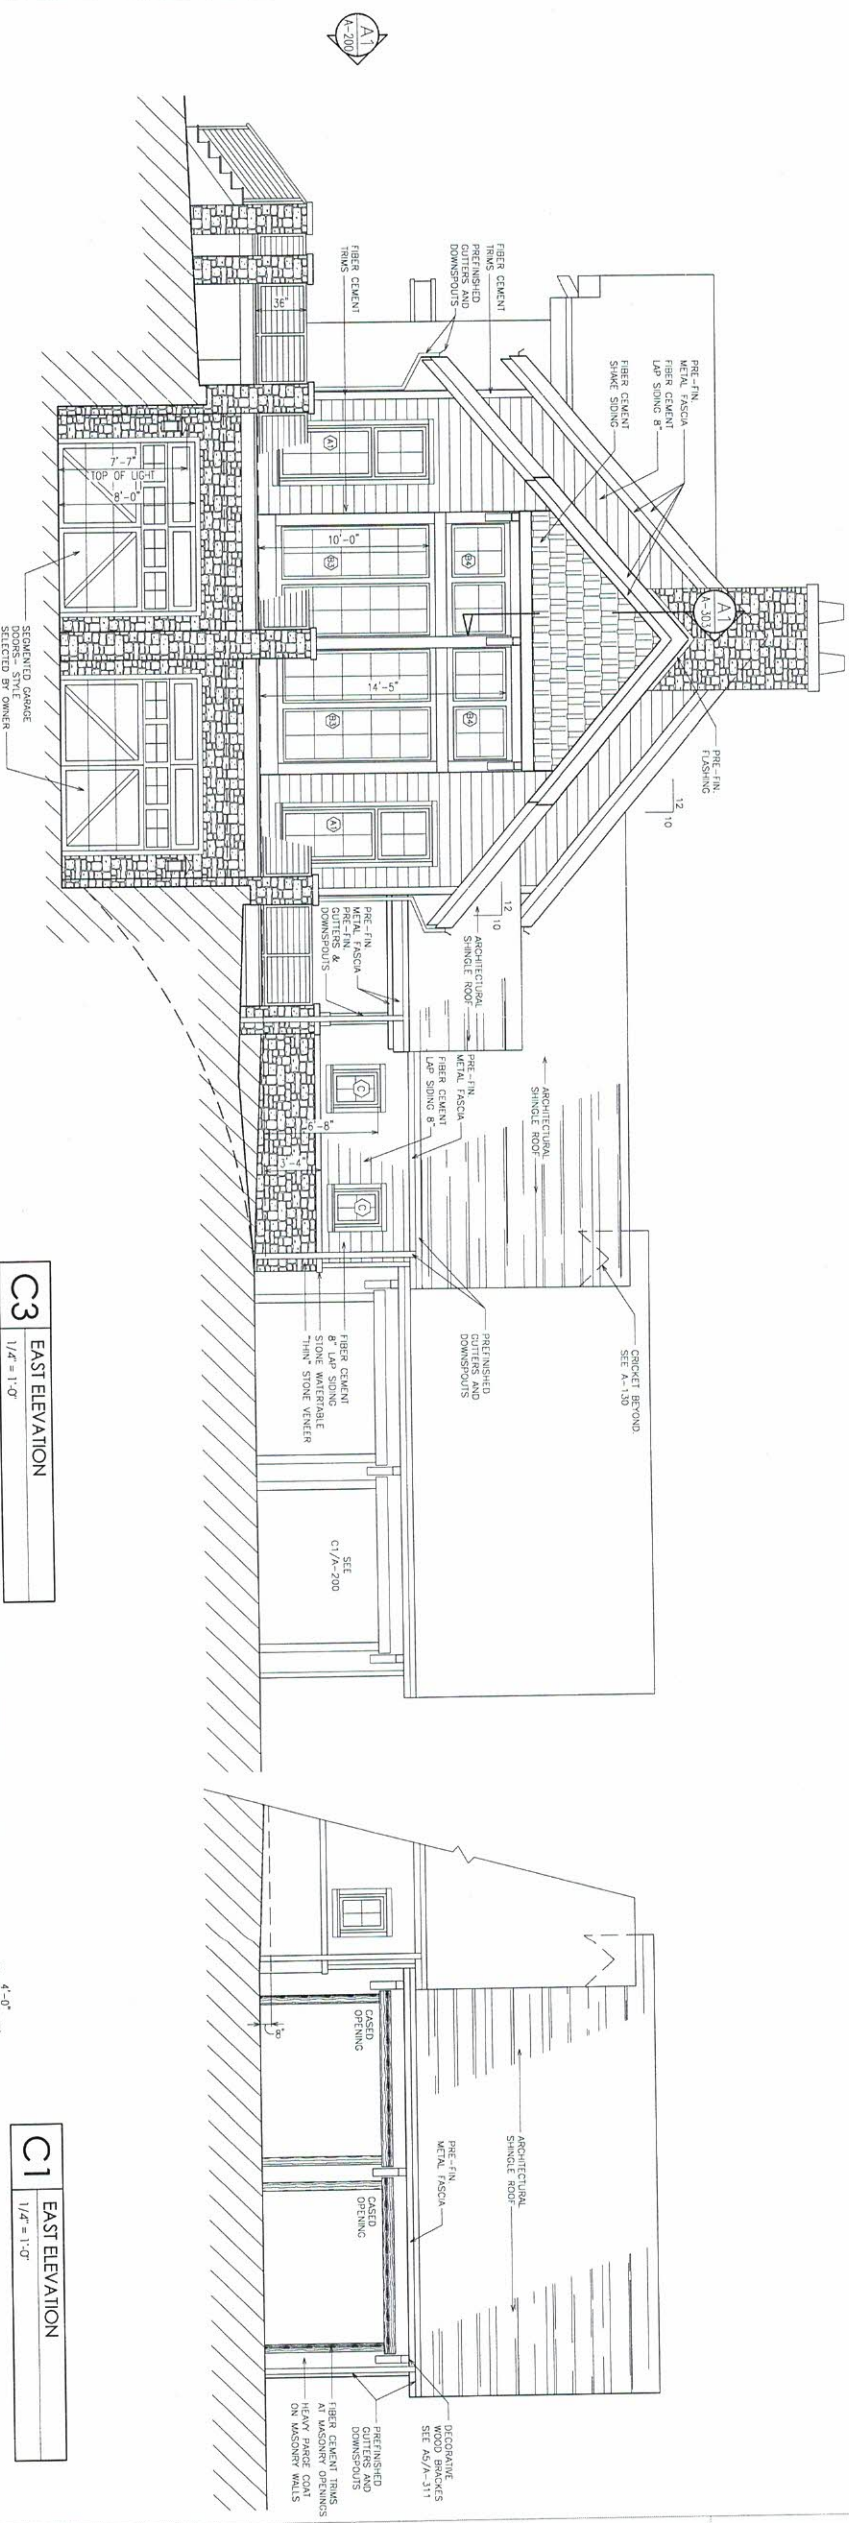 A1
A-200
FIBER CEMENT
TRIMS
PREFINISHED
GUTTERS AND
DOWNSPOUTS
FIBER CEMENT
TRIMS
PRE-FIN.
METAL FASCIA
FIBER CEMENT
LAP SIDING 8"
FIBER CEMENT
SHAKE SIDING
A1
A-303
PRE-FIN.
FLASHING
12
10
12
10
36"
A1
B4
B3
10'-0"
14'-5"
B4
B3
A1
7'-7"
TOP OF LIGHT
8'-0"
SEGMENTED GARAGE
DOORS- STYLE
SELECTED BY OWNER
ARCHITECTURAL
SHINGLE ROOF
PRE-FIN.
METAL FASCIA
PRE-FIN.
GUTTERS &
DOWNSPOUTS
ARCHITECTURAL
SHINGLE ROOF
PRE-FIN.
METAL FASCIA
FIBER CEMENT
LAP SIDING 8"
C
6'-8"
C
CRICKET BEYOND.
SEE A-130
PREFINISHED
GUTTERS AND
DOWNSPOUTS
FIBER CEMENT
8" LAP SIDING
STONE WATERTABLE
"THIN" STONE VENEER
SEE
C1/A-200
C3
EAST ELEVATION
1/4" = 1'-0"
CASED
OPENING
CASED
OPENING
8"
ARCHITECTURAL
SHINGLE ROOF
PRE-FIN.
METAL FASCIA
DECORATIVE
WOOD BRACKES
SEE A5/A-311
PREFINISHED
GUTTERS AND
DOWNSPOUTS
FIBER CEMENT TRIMS
AT MASONRY OPENINGS
HEAVY PARGE COAT
ON MASONRY WALLS
4'-0"
C1
EAST ELEVATION
1/4" = 1'-0"